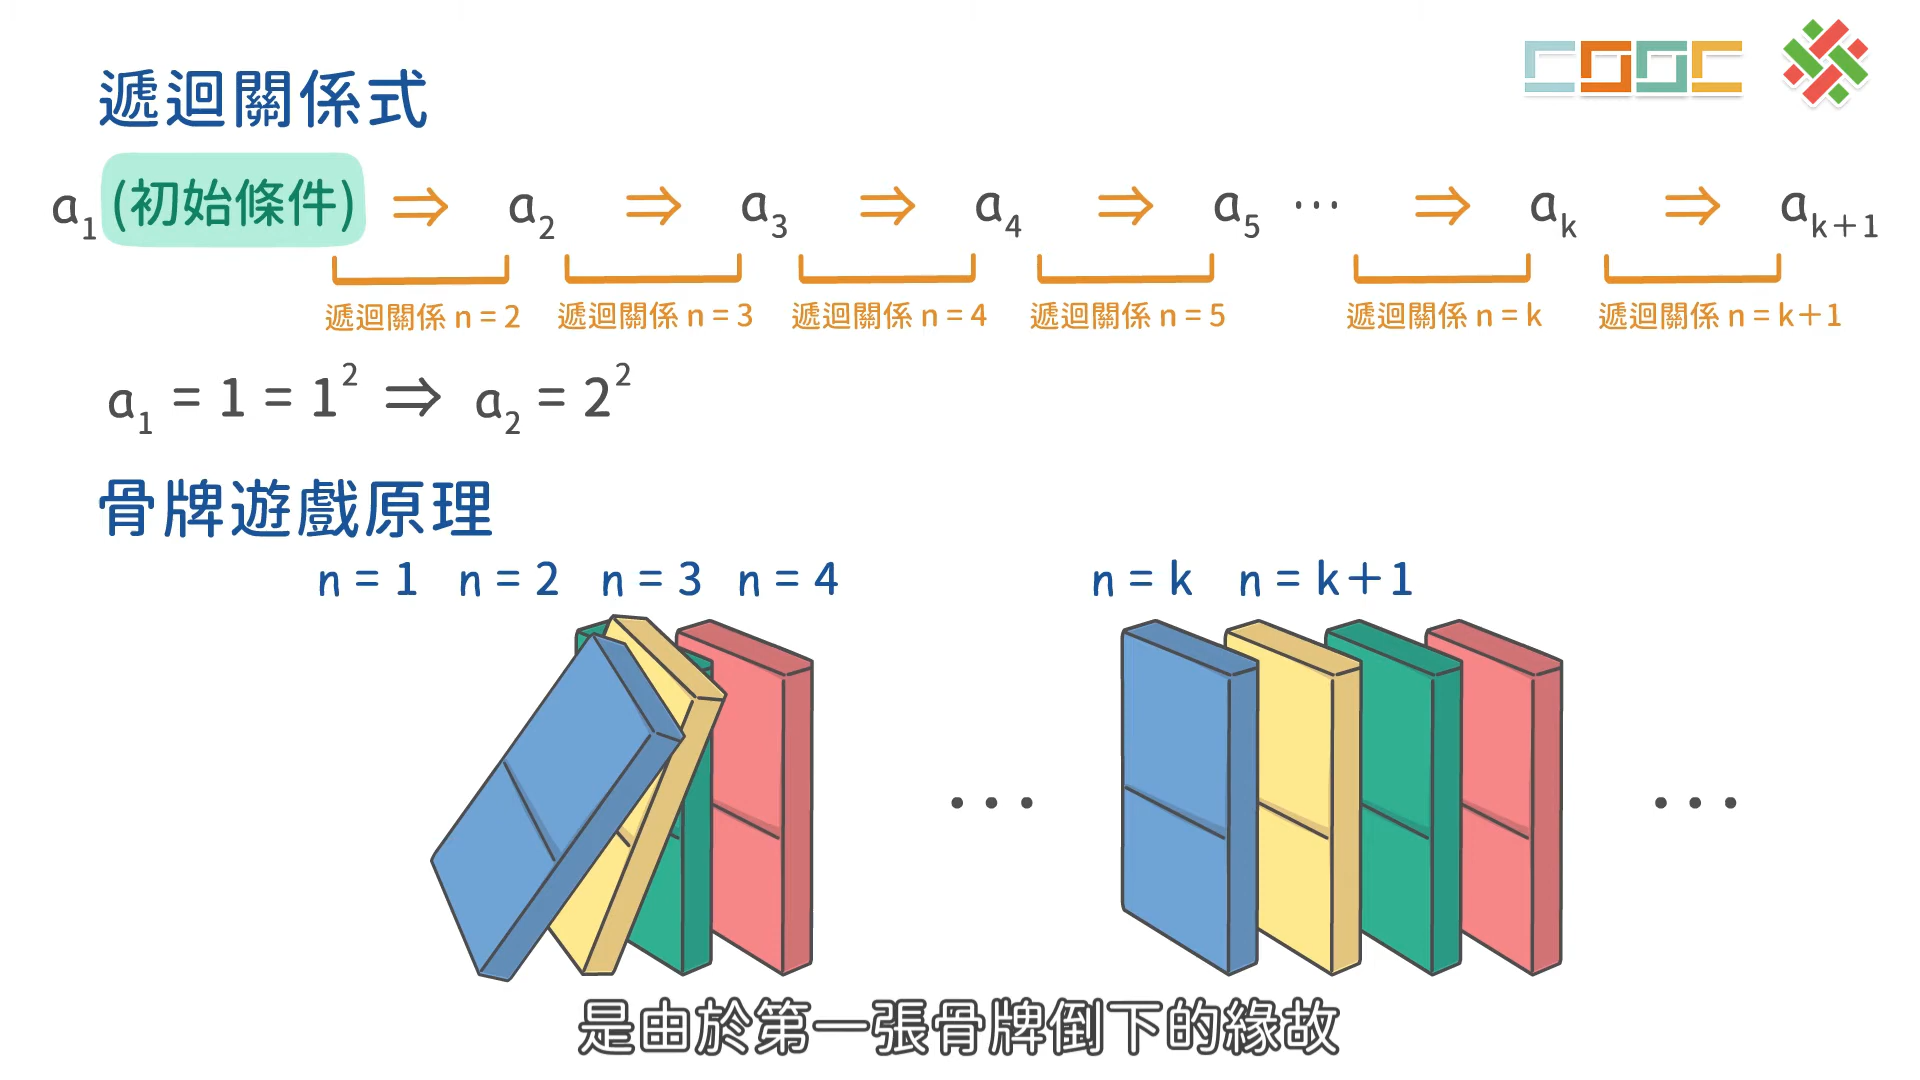 遞迴關係式
COOC
a₁ (初始條件) ⇒ a₂ ⇒ a₃ ⇒ a₄ ⇒ a₅ ⋯ ⇒ aₖ ⇒ aₖ₊₁
遞迴關係 n = 2 遞迴關係 n = 3 遞迴關係 n = 4 遞迴關係 n = 5 遞迴關係 n = k 遞迴關係 n = k+1
a₁ = 1 = 1² ⇒ a₂ = 2²
骨牌遊戲原理
n = 1 n = 2 n = 3 n = 4 n = k n = k+1
⋯ ⋯
是由於第一張骨牌倒下的緣故